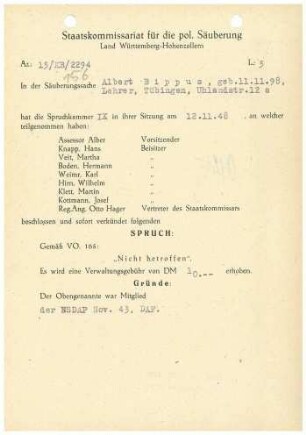 Staatskommissariat für die pol. Säuberung
Land Württemberg-Hohenzollern
Az: 15/KB/2294 L: 3
156
In der Säuberungssache Albert Bippus, geb.11.11.98,
Lehrer, Tübingen, Uhlandstr.12 a
hat die Spruchkammer IX in ihrer Sitzung am 12.11.48 , an welcher
teilgenommen haben:
Assessor Alber Vorsitzender
Knapp, Hans Beisitzer
Veit, Martha „
Boden, Hermann „
Karl „
Hirn, Wilhelm „
Klett, Martin „
Kottmann, Josef „
Reg.Ang. Otto Hager Vertreter des Staatskommissars
beschlossen und sofort verkündet folgenden
SPRUCH:
Gemäß VO. 165:
„Nicht betroffen".
Es wird eine Verwaltungsgebühr von DM 10.-- erhoben.
Gründe:
Der Obengenannte war Mitglied
der NSDAP Nov. 43, DAF.